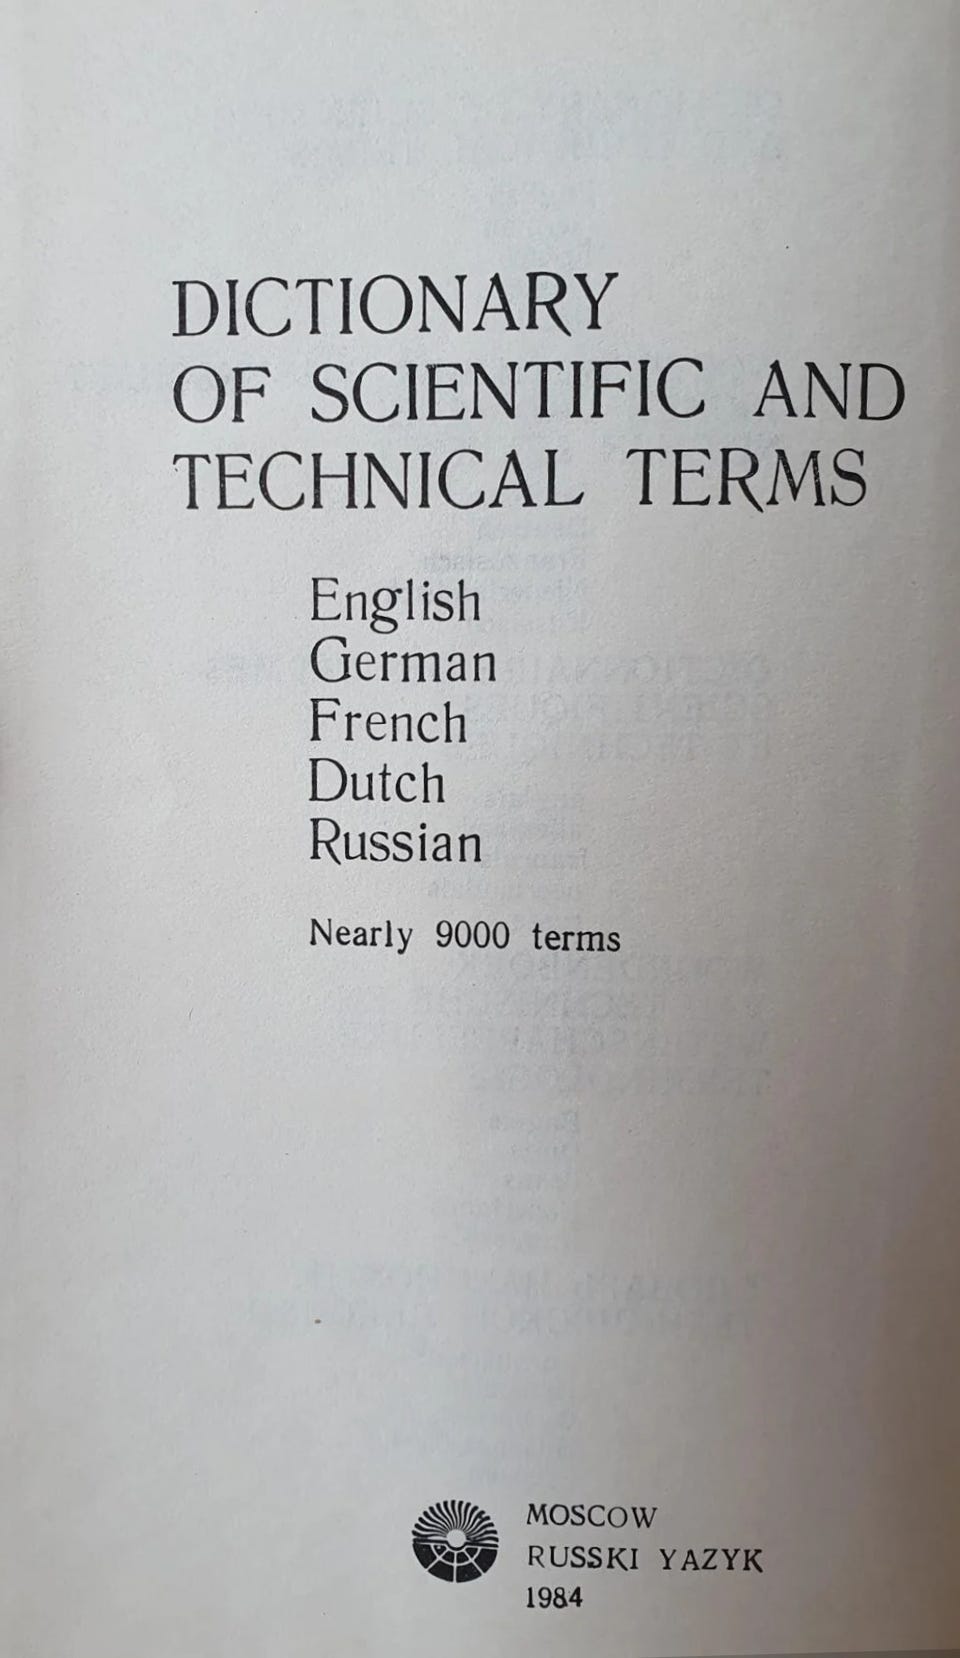 DICTIONARY
OF SCIENTIFIC AND
TECHNICAL TERMS
English
German
French
Dutch
Russian
Nearly 9000 terms
MOSCOW
RUSSKI YAZYK
1984